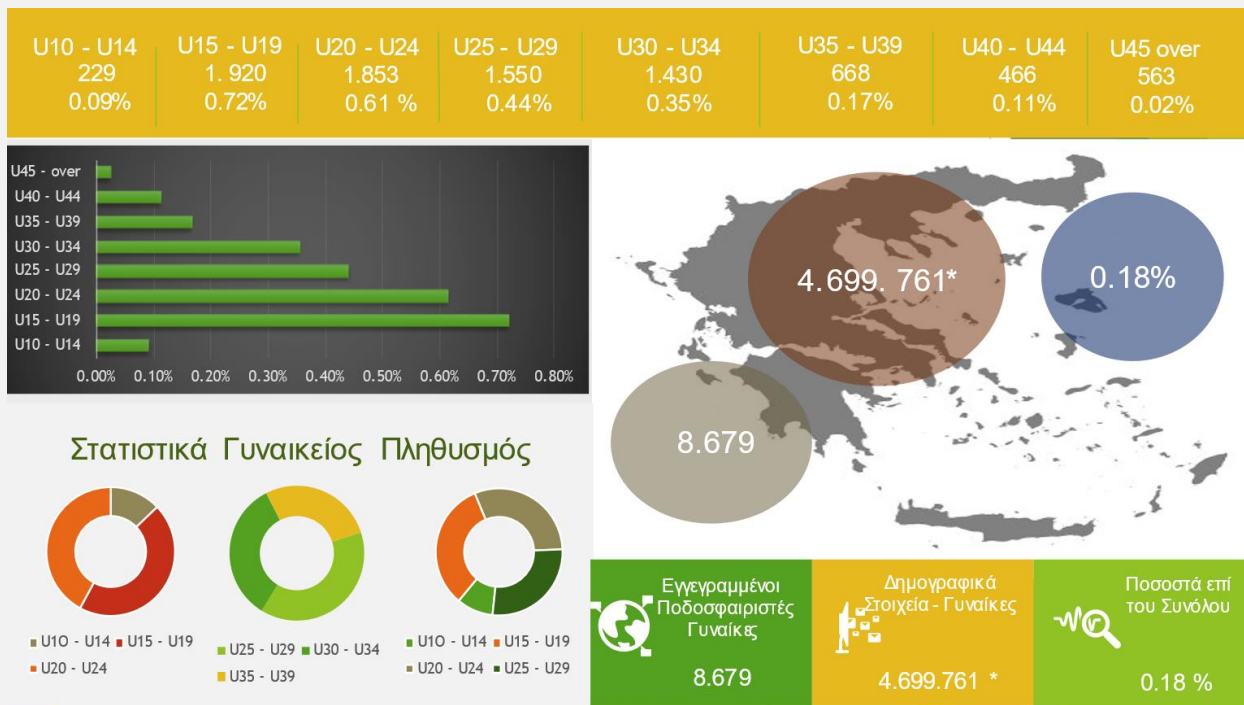 U10 - U14
229
0.09%
U15 - U19
1. 920
0.72%
U20 - U24
1.853
0.61 %
U25 - U29
1.550
0.44%
U30 - U34
1.430
0.35%
U35 - U39
668
0.17%
U40 - U44
466
0.11%
U45 over
563
0.02%
U45 - over
U40 - U44
U35 - U39
U30 - U34
U25 - U29
U20 - U24
U15 - U19
U10 - U14
0.00% 0.10% 0.20% 0.30% 0.40% 0.50% 0.60% 0.70% 0.80%
4.699. 761*
0.18%
8.679
Στατιστικά Γυναικείος Πληθυσμός
U1O - U14 U15 - U19
U20 - U24
U25 - U29 U30 - U34
U35 - U39
U1O - U14 U15 - U19
U20 - U24 U25 - U29
Εγγεγραμμένοι
Ποδοσφαιριστές
Γυναίκες
8.679
Δημογραφικά
Στοιχεία - Γυναίκες
4.699.761 *
Ποσοστά επί
του Συνόλου
0.18 %